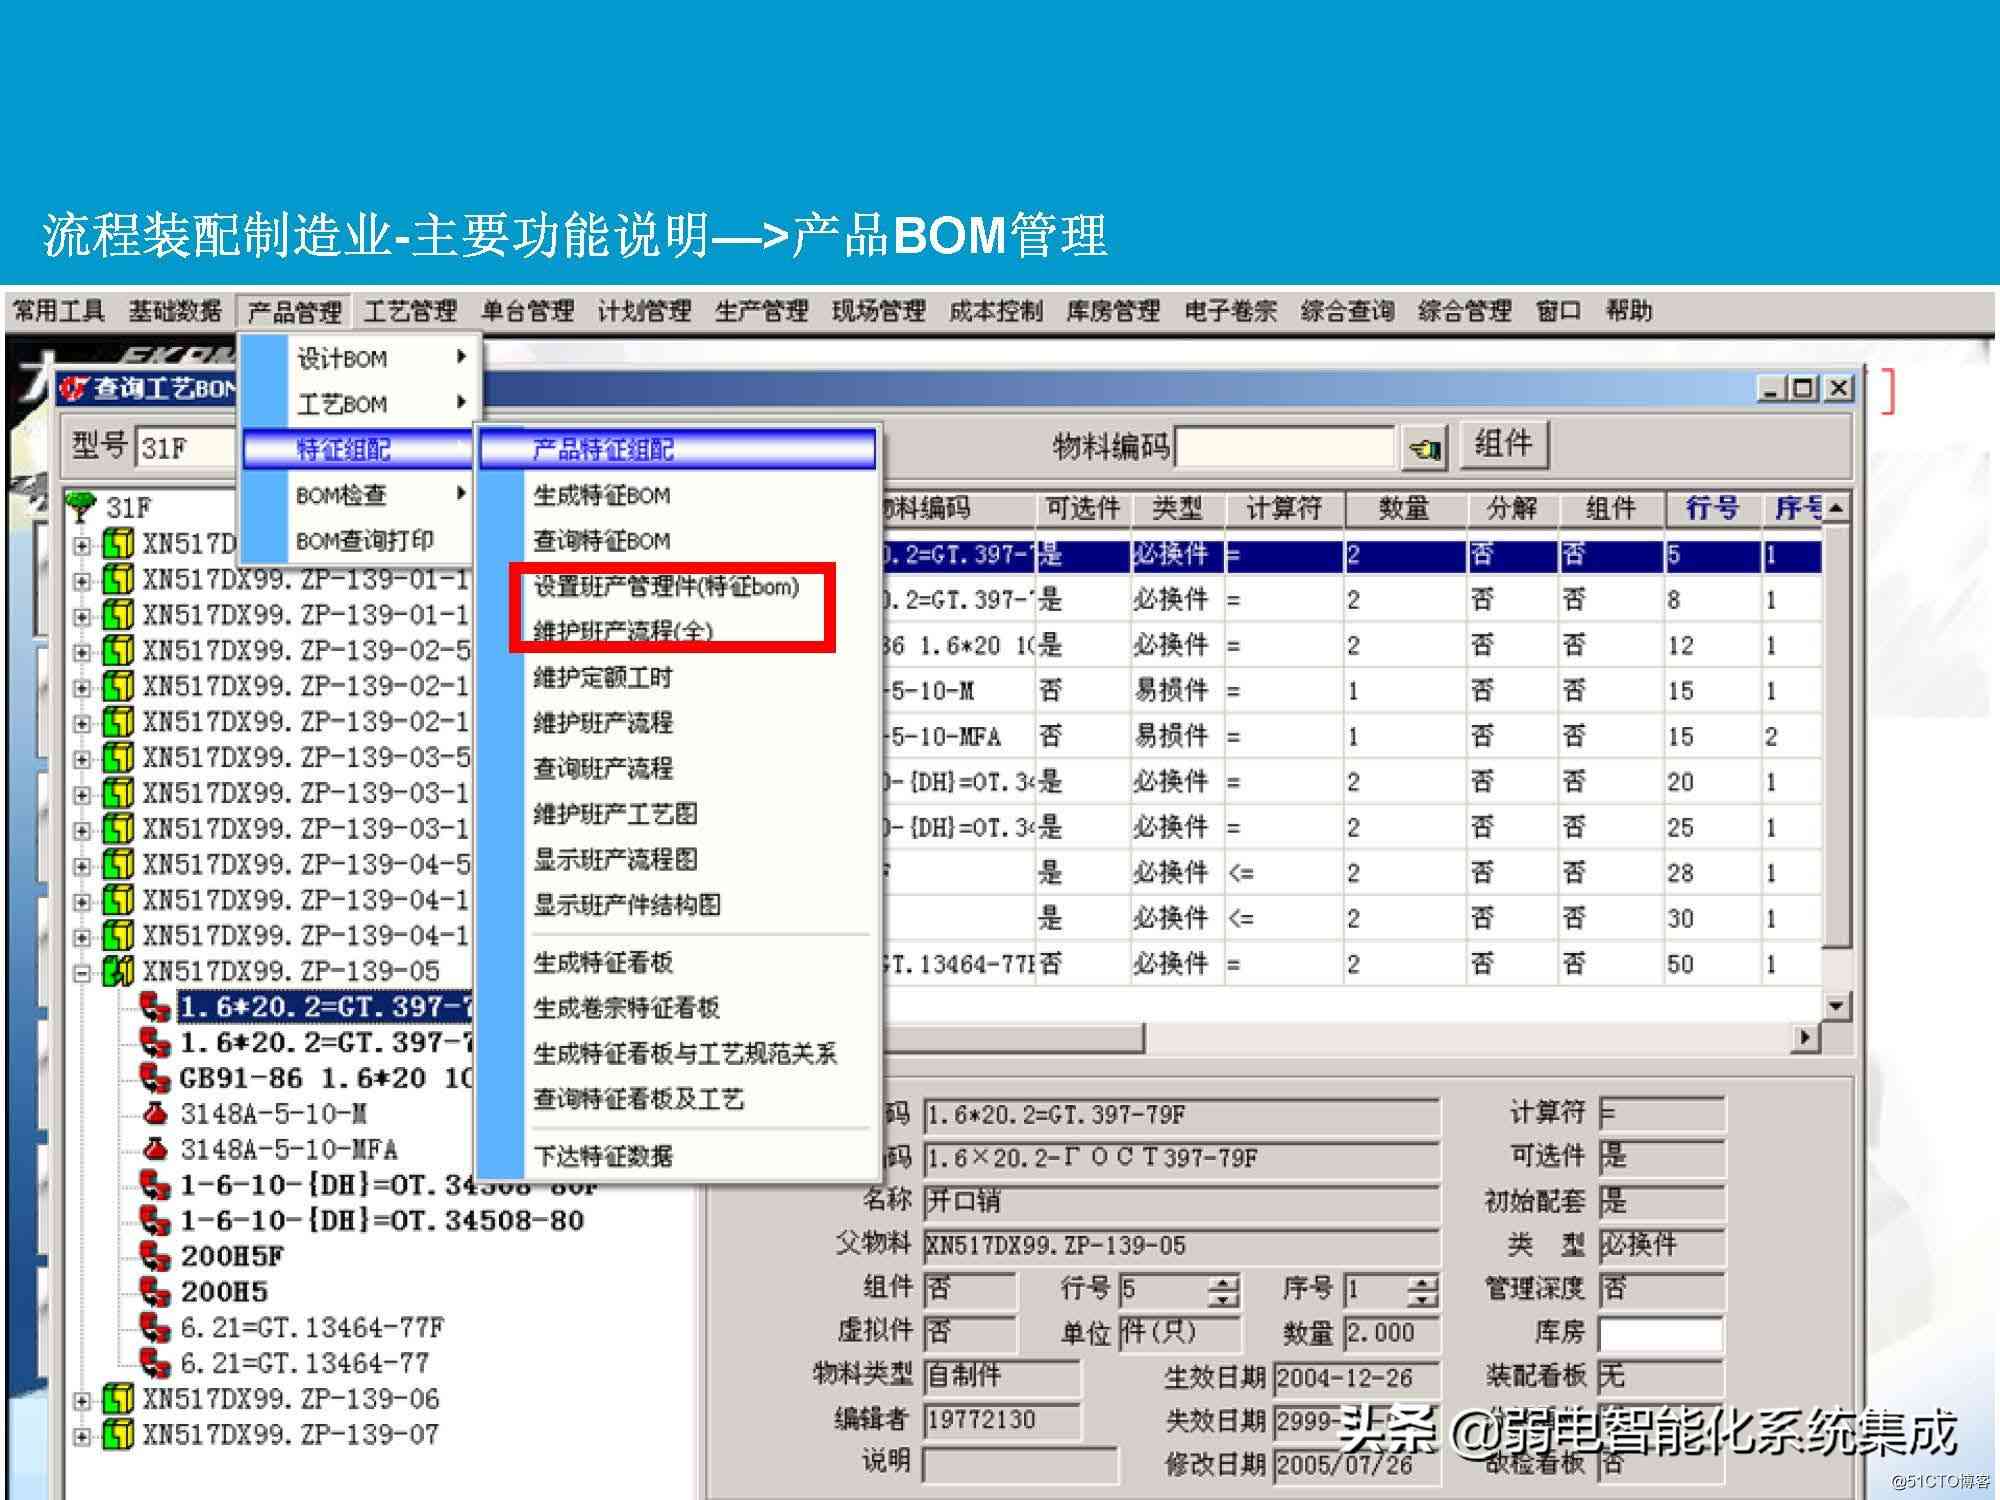 流程装配制造业-主要功能说明—>产品BOM管理
常用工具 基础数据 产品管理 工艺管理 单台管理 计划管理 生产管理 现场管理 成本控制 库房管理 电子卷宗 综合查询 综合管理 窗口 帮助
查询工艺BOM
型号 31F
物料编码 组件
设计BOM
工艺BOM
特征组配
BOM检查
BOM查询打印
产品特征组配
生成特征BOM
查询特征BOM
设置班产管理件(特征bom)
维护班产流程(全)
维护定额工时
维护班产流程
查询班产流程
维护班产工艺图
显示班产流程图
显示班产件结构图
生成特征看板
生成卷宗特征看板
生成特征看板与工艺规范关系
查询特征看板及工艺
下达特征数据
31F
XN517D
XN517DX99.ZP-139-01-1
XN517DX99.ZP-139-01-1
XN517DX99.ZP-139-02-5
XN517DX99.ZP-139-02-1
XN517DX99.ZP-139-02-1
XN517DX99.ZP-139-03-5
XN517DX99.ZP-139-03-1
XN517DX99.ZP-139-03-1
XN517DX99.ZP-139-04-5
XN517DX99.ZP-139-04-1
XN517DX99.ZP-139-04-1
XN517DX99.ZP-139-05
1.6*20.2=GT.397-7
1.6*20.2=GT.397-7
GB91-86 1.6*20 10
3148A-5-10-M
3148A-5-10-MFA
1-6-10-{DH}=OT.34508-80F
1-6-10-{DH}=OT.34508-80
200H5F
200H5
6.21=GT.13464-77F
6.21=GT.13464-77
XN517DX99.ZP-139-06
XN517DX99.ZP-139-07
料编码 可选件 类型 计算符 数量 分解 组件 行号 序号
0.2=GT.397-7 是 必换件 = 2 否 否 5 1
0.2=GT.397- 是 必换件 = 2 否 否 8 1
86 1.6*20 10 是 必换件 = 2 否 否 12 1
-5-10-M 否 易损件 = 1 否 否 15 1
-5-10-MFA 否 易损件 = 1 否 否 15 2
0-{DH}=OT.34 是 必换件 = 2 否 否 20 1
0-{DH}=OT.34 是 必换件 = 2 否 否 25 1
是 必换件 <= 2 否 否 28 1
是 必换件 <= 2 否 否 30 1
GT.13464-77F 否 必换件 = 2 否 否 50 1
码 1.6*20.2=GT.397-79F 计算符 =
码 1.6×20.2-ГОСТ397-79F 可选件 是
名称 开口销 初始配套 是
父物料 XN517DX99.ZP-139-05 类 型 必换件
组件 否 行号 5 序号 1 管理深度 否
虚拟件 否 单位 件(只) 数量 2.000 库房
物料类型 自制件 生效日期 2004-12-26 装配看板 无
编辑者 19772130 失效日期 2999-
说明 修改日期 2005/07/26 故检看板 否
头条 @弱电智能化系统集成
@51CTO博客